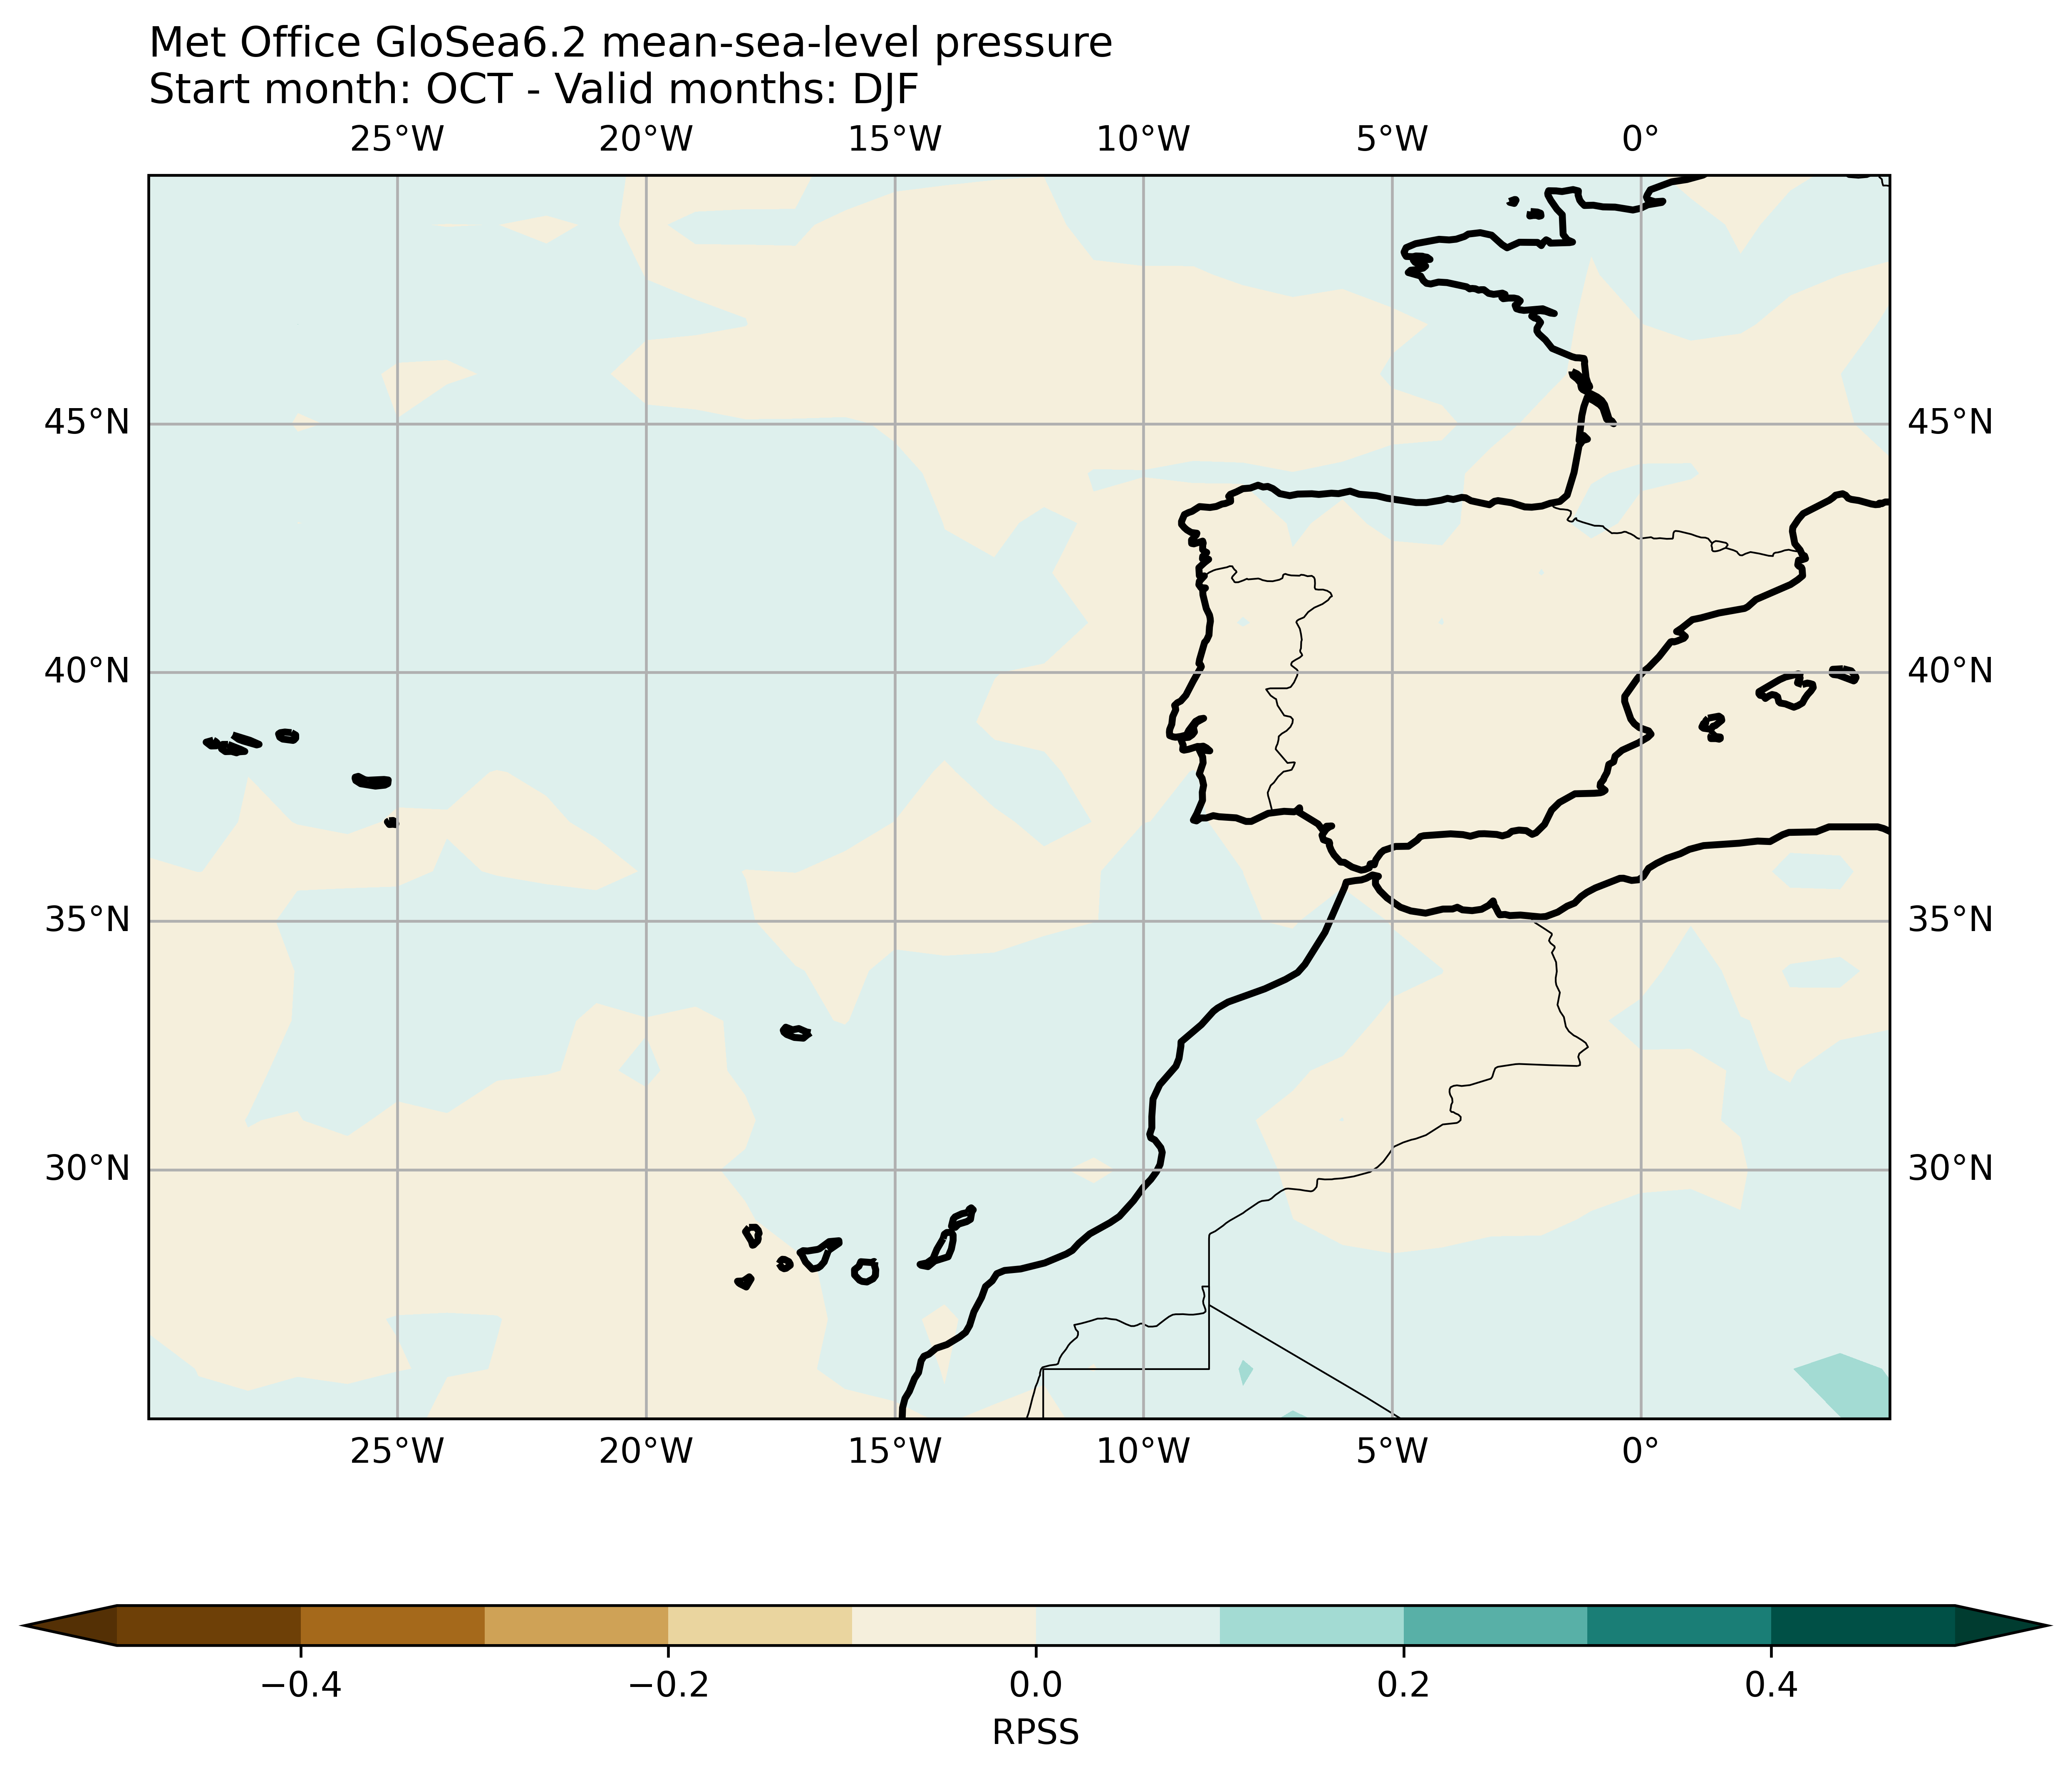 Met Office GloSea6.2 mean-sea-level pressure
Start month: OCT - Valid months: DJF
25°W 20°W 15°W 10°W 5°W 0°
45°N 45°N
40°N 40°N
35°N 35°N
30°N 30°N
25°W 20°W 15°W 10°W 5°W 0°
−0.4 −0.2 0.0 0.2 0.4
RPSS